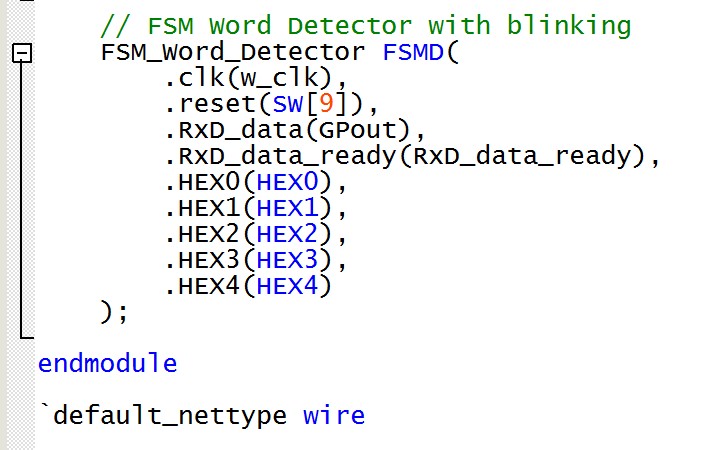 // FSM Word Detector with blinking
FSM_Word_Detector FSMD(
.clk(w_clk),
.reset(SW[9]),
.RxD_data(GPout),
.RxD_data_ready(RxD_data_ready),
.HEX0(HEX0),
.HEX1(HEX1),
.HEX2(HEX2),
.HEX3(HEX3),
.HEX4(HEX4)
);
endmodule
`default_nettype wire